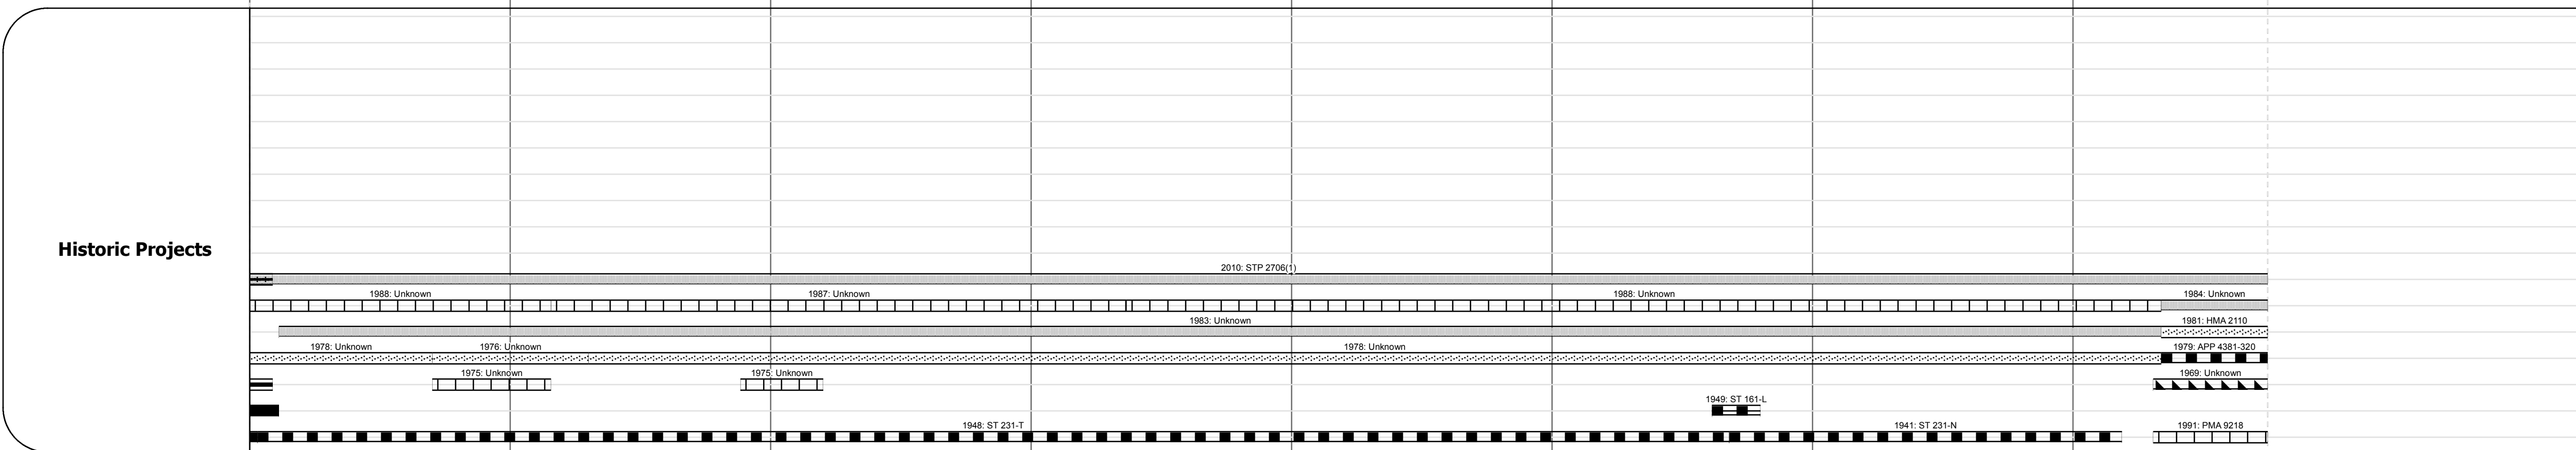 Historic Projects
2010: STP 2706(1)
1988: Unknown 1987: Unknown 1988: Unknown 1984: Unknown
1983: Unknown 1981: HMA 2110
1978: Unknown 1976: Unknown 1978: Unknown 1979: APP 4381-320
1975: Unknown 1975: Unknown 1969: Unknown
1949: ST 161-L
1948: ST 231-T 1941: ST 231-N 1991: PMA 9218